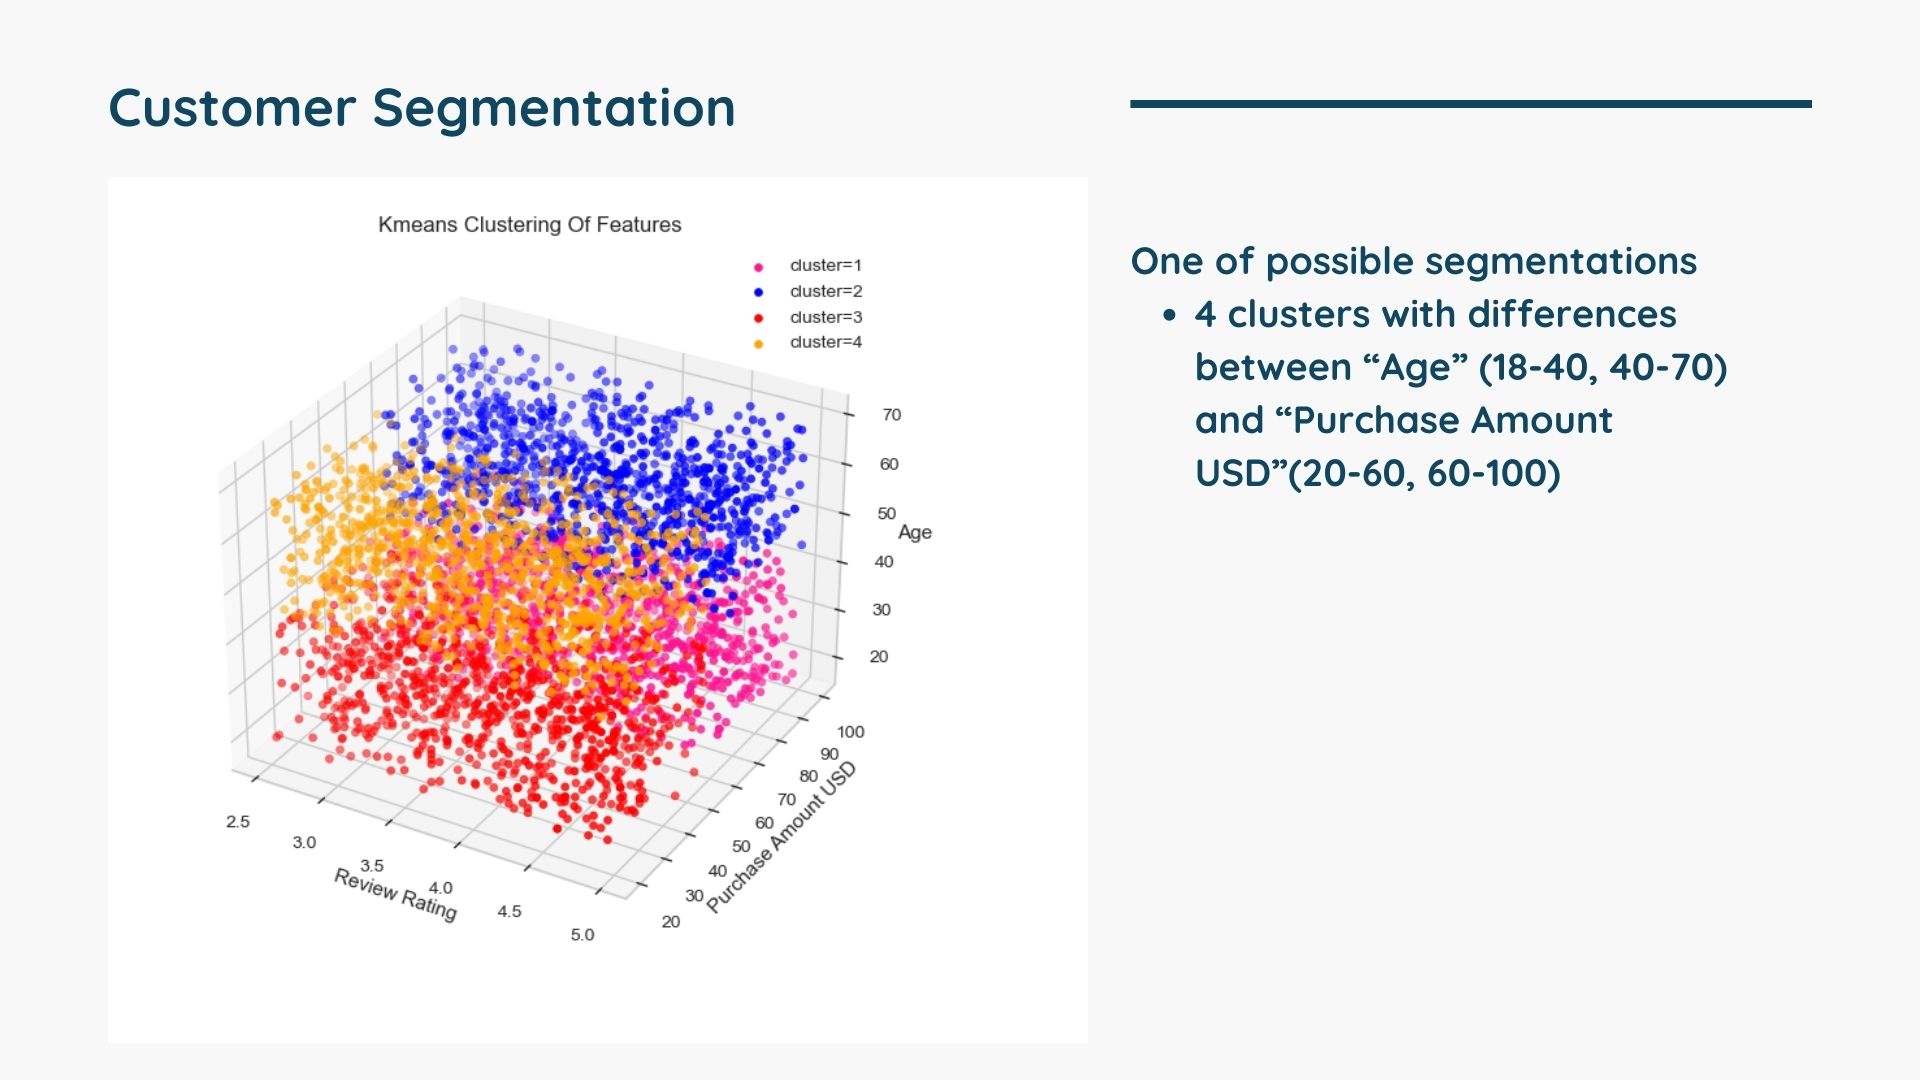 Customer Segmentation
Kmeans Clustering Of Features
cluster=1
cluster=2
cluster=3
cluster=4
70
60
50
Age
40
30
20
100
90
80
70
60
50
40
30
20
Purchase Amount USD
2.5
3.0
3.5
4.0
4.5
5.0
Review Rating
One of possible segmentations
• 4 clusters with differences
between “Age” (18-40, 40-70)
and “Purchase Amount
USD”(20-60, 60-100)